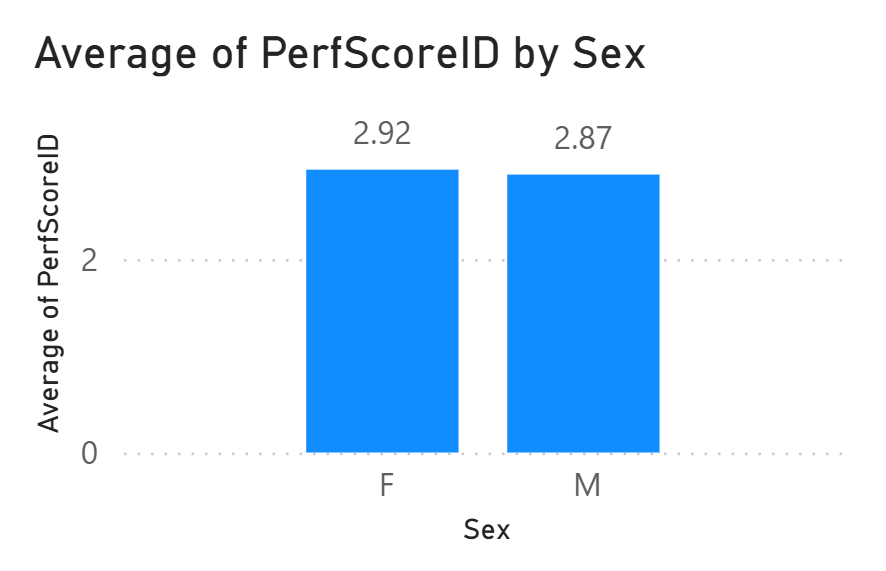 Average of PerfScoreID by Sex
Average of PerfScoreID
2.92
2.87
2
0
F
M
Sex